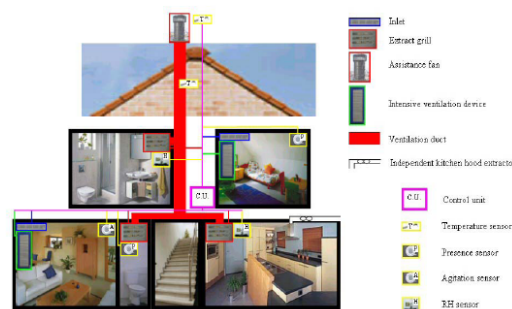 T°
Inlet
Extract grill
Assistance fan
T°
Intensive ventilation device
Ventilation duct
H
P
Independent kitchen hood extractor
C.U.
C.U.
Control unit
T°
Temperature sensor
A
A
H
P
Presence sensor
A
Agitation sensor
H
RH sensor